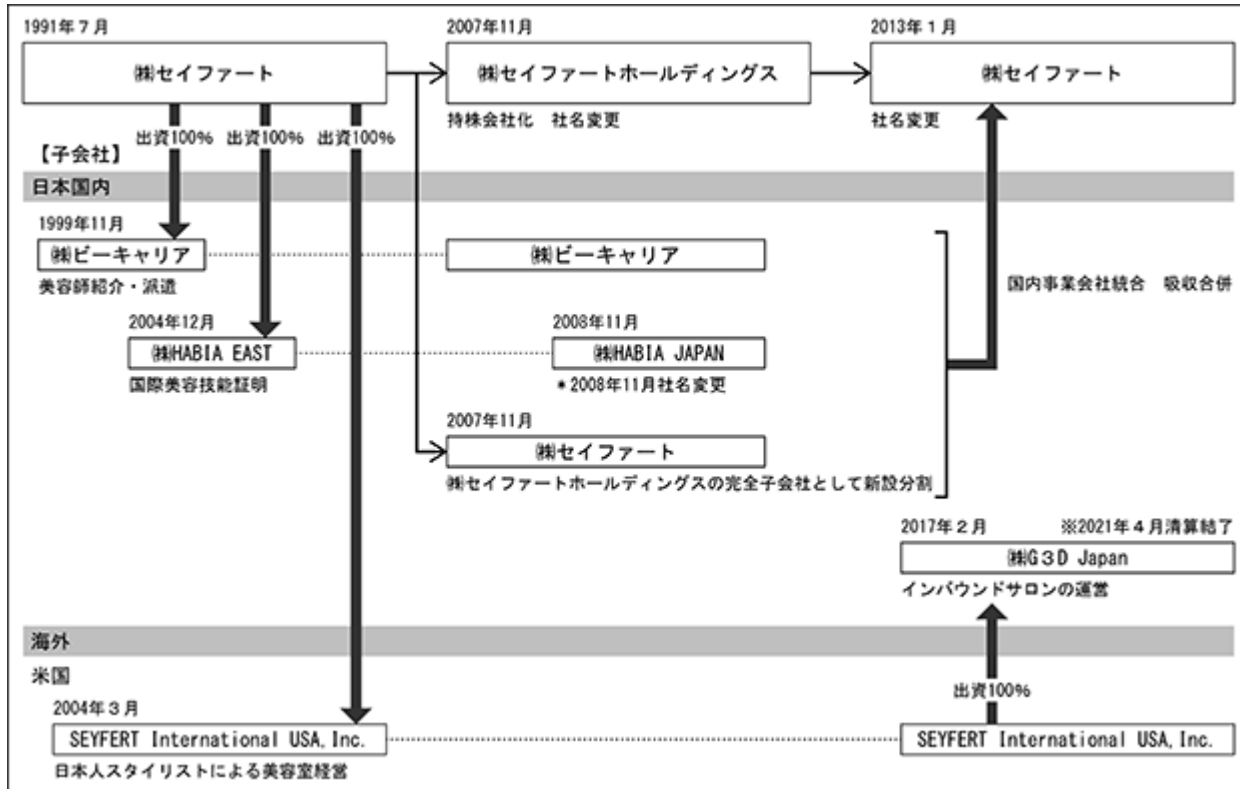 1991年7月
㈱セイファート
2007年11月
㈱セイファートホールディングス
持株会社化 社名変更
2013年1月
㈱セイファート
社名変更
出資100%
出資100%
出資100%
【子会社】
日本国内
1999年11月
㈱ビーキャリア
美容師紹介・派遣
㈱ビーキャリア
国内事業会社統合 吸収合併
2004年12月
㈱HABIA EAST
国際美容技能証明
2008年11月
㈱HABIA JAPAN
*2008年11月社名変更
2007年11月
㈱セイファート
㈱セイファートホールディングスの完全子会社として新設分割
2017年2月 ※2021年4月清算結了
㈱G3D Japan
インバウンドサロンの運営
海外
米国
出資100%
2004年3月
SEYFERT International USA, Inc.
日本人スタイリストによる美容室経営
SEYFERT International USA, Inc.